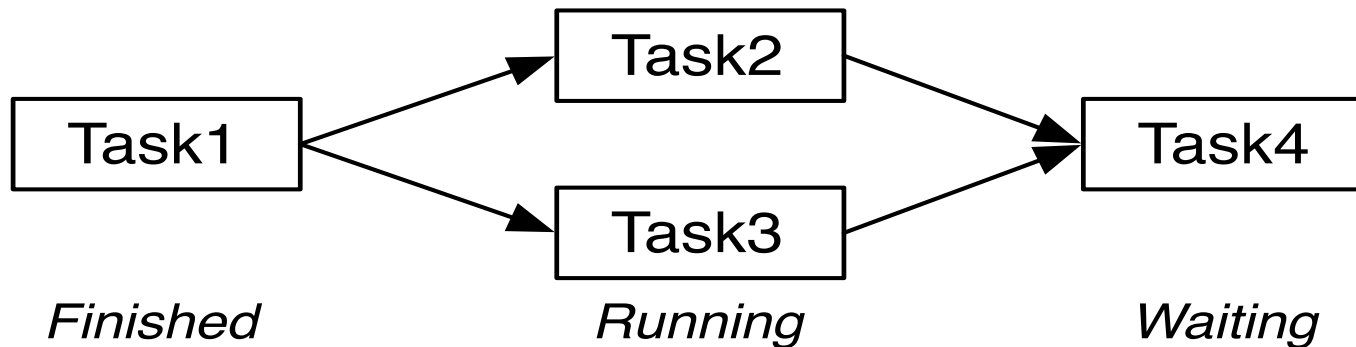 Task2
Task1
Task4
Task3
Finished
Running
Waiting